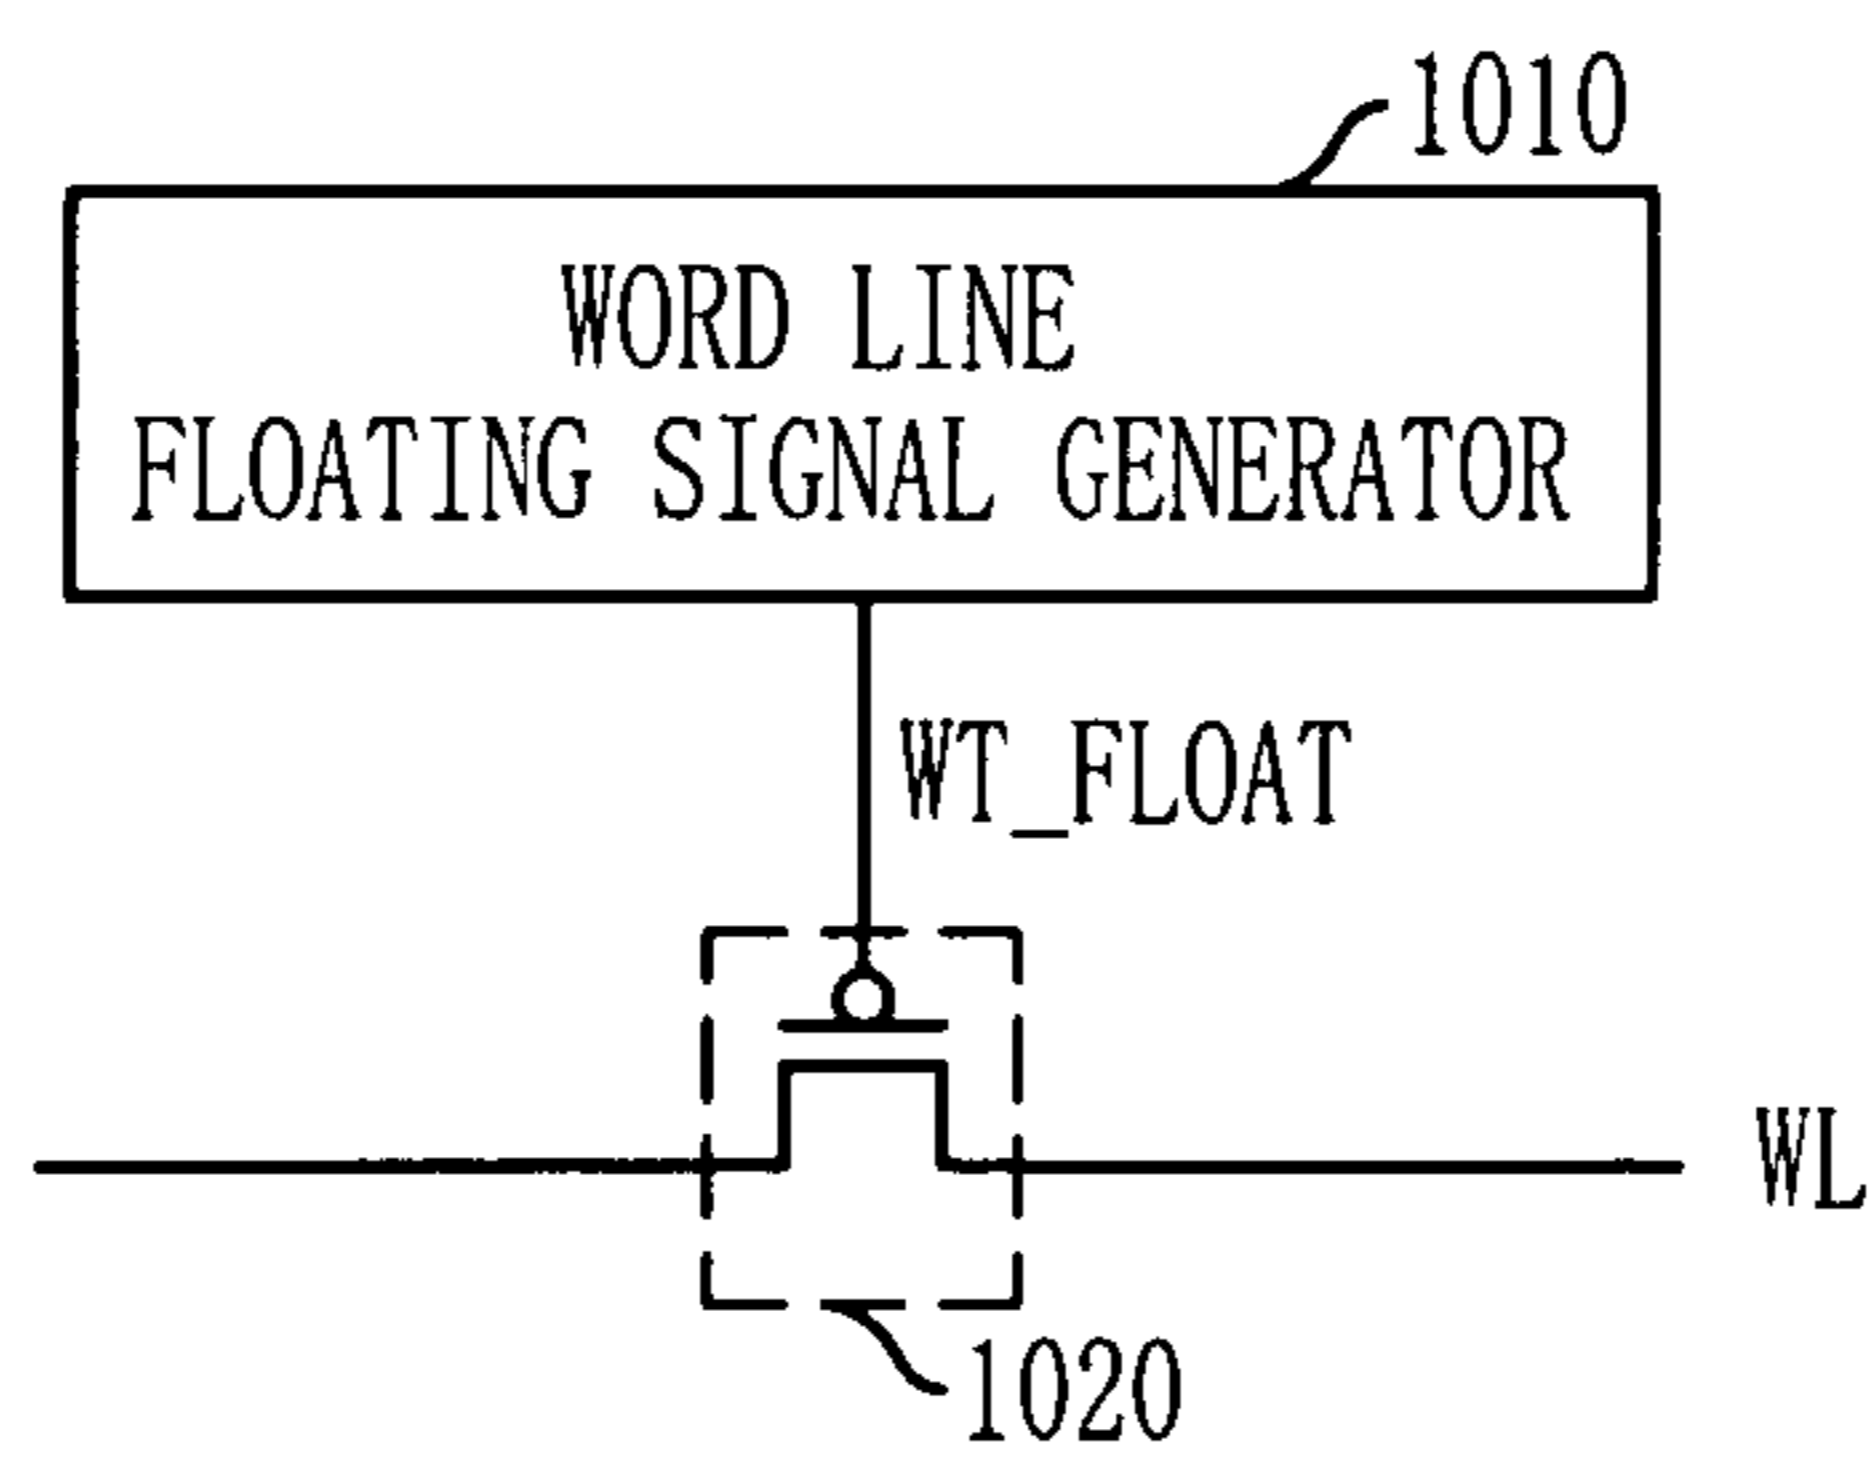 1010
WORD LINE
FLOATING SIGNAL GENERATOR
WT_FLOAT
WL
1020